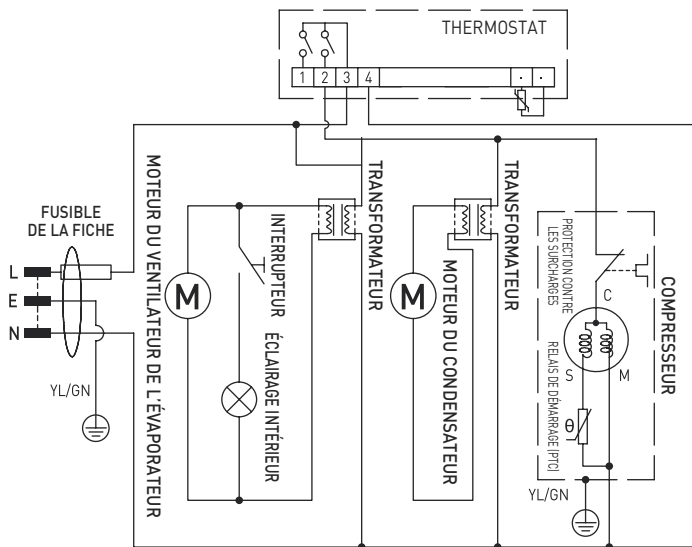 THERMOSTAT
1 2 3 4
FUSIBLE
DE LA FICHE
L
E
N
YL/GN
MOTEUR DU VENTILATEUR DE L'ÉVAPORATEUR
M
INTERRUPTEUR
ÉCLAIRAGE INTÉRIEUR
TRANSFORMATEUR
M
MOTEUR DU CONDENSATEUR
TRANSFORMATEUR
PROTECTION CONTRE
LES SURCHARGES
C
S
M
RELAIS DE DÉMARRAGE (PTC)
θ
COMPRESSEUR
YL/GN